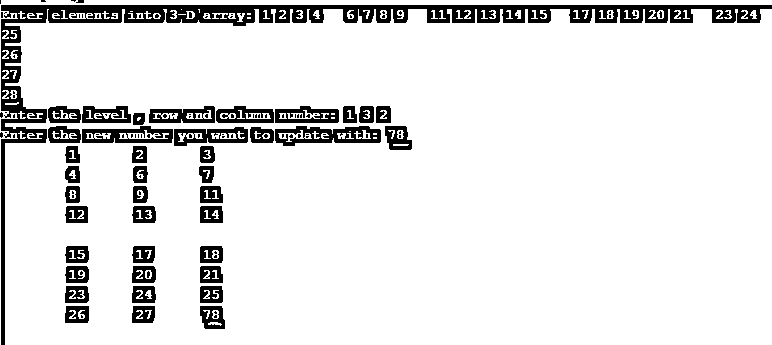 Enter elements into 3-D array: 1 2 3 4 6 7 8 9 11 12 13 14 15 17 18 19 20 21 23 24
25
26
27
28
Enter the level , row and column number: 1 3 2
Enter the new number you want to update with: 78
1 2 3
4 6 7
8 9 11
12 13 14
15 17 18
19 20 21
23 24 25
26 27 78